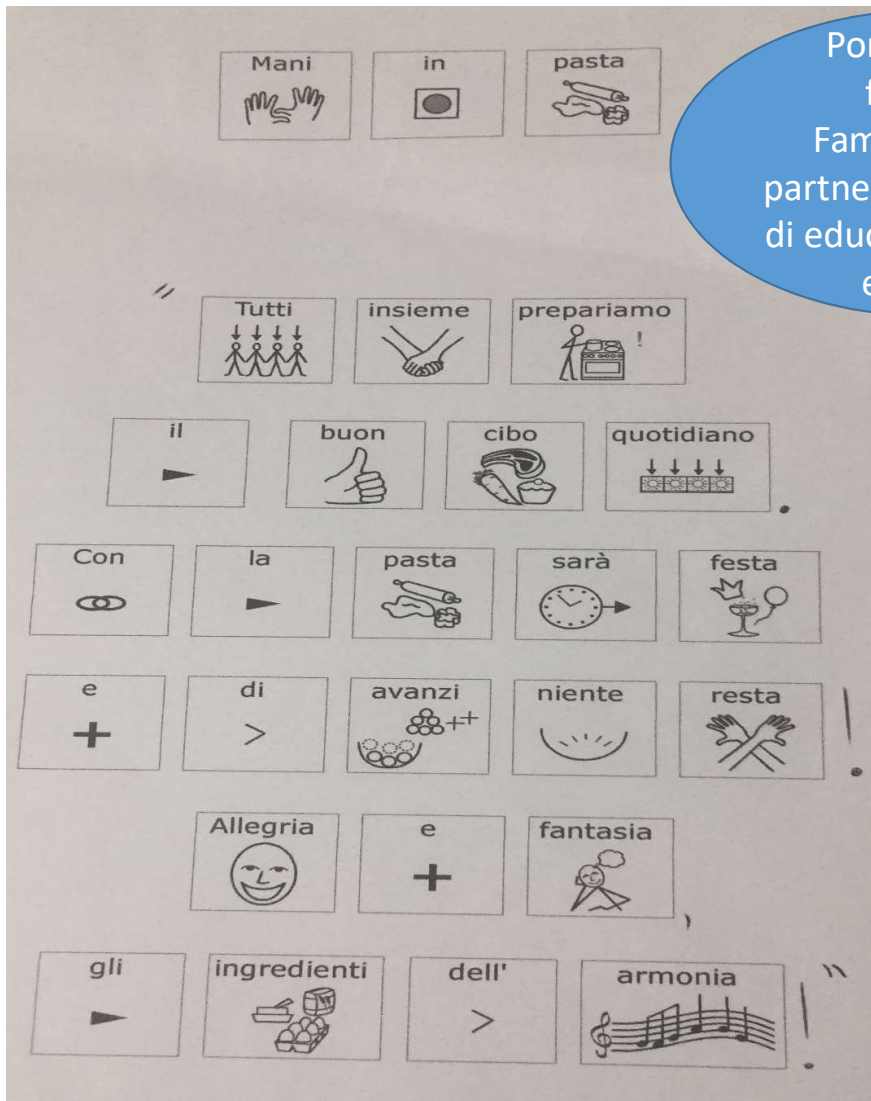 Mani in pasta
" Tutti insieme prepariamo !
il buon cibo quotidiano .
Con la pasta sarà festa
e di avanzi niente resta !
Allegria e fantasia ,
gli ingredienti dell' armonia ! "
di